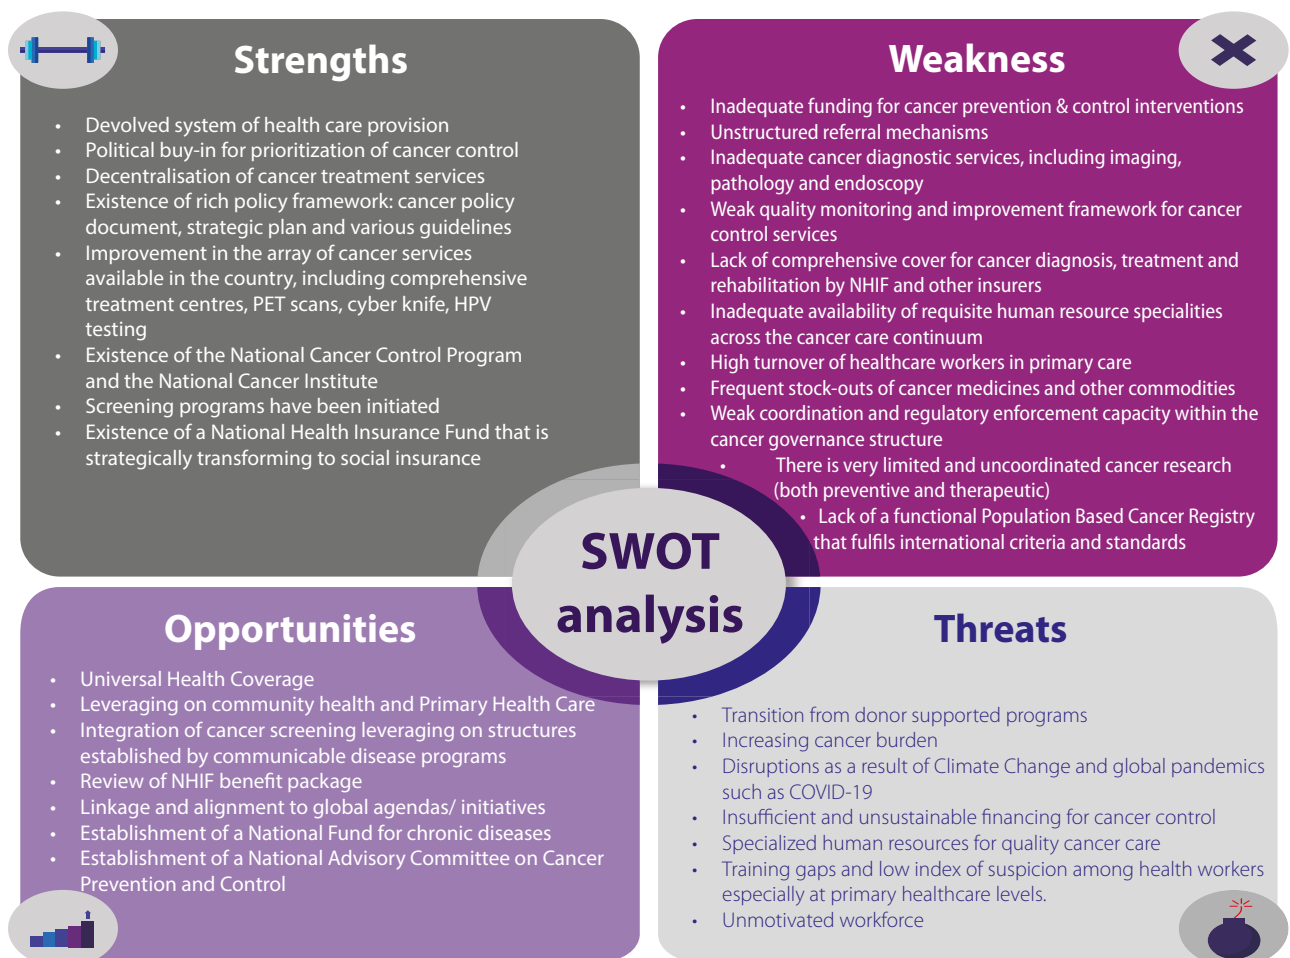 Strengths
• Devolved system of health care provision
• Political buy-in for prioritization of cancer control
• Decentralisation of cancer treatment services
• Existence of rich policy framework: cancer policy
document, strategic plan and various guidelines
• Improvement in the array of cancer services
available in the country, including comprehensive
treatment centres, PET scans, cyber knife, HPV
testing
• Existence of the National Cancer Control Program
and the National Cancer Institute
• Screening programs have been initiated
• Existence of a National Health Insurance Fund that is
strategically transforming to social insurance
Weakness
• Inadequate funding for cancer prevention & control interventions
• Unstructured referral mechanisms
• Inadequate cancer diagnostic services, including imaging,
pathology and endoscopy
• Weak quality monitoring and improvement framework for cancer
control services
• Lack of comprehensive cover for cancer diagnosis, treatment and
rehabilitation by NHIF and other insurers
• Inadequate availability of requisite human resource specialities
across the cancer care continuum
• High turnover of healthcare workers in primary care
• Frequent stock-outs of cancer medicines and other commodities
• Weak coordination and regulatory enforcement capacity within the
cancer governance structure
• There is very limited and uncoordinated cancer research
(both preventive and therapeutic)
• Lack of a functional Population Based Cancer Registry
that fulfils international criteria and standards
SWOT
analysis
Opportunities
• Universal Health Coverage
• Leveraging on community health and Primary Health Care
• Integration of cancer screening leveraging on structures
established by communicable disease programs
• Review of NHIF benefit package
• Linkage and alignment to global agendas/ initiatives
• Establishment of a National Fund for chronic diseases
• Establishment of a National Advisory Committee on Cancer
Prevention and Control
Threats
• Transition from donor supported programs
• Increasing cancer burden
• Disruptions as a result of Climate Change and global pandemics
such as COVID-19
• Insufficient and unsustainable financing for cancer control
• Specialized human resources for quality cancer care
• Training gaps and low index of suspicion among health workers
especially at primary healthcare levels.
• Unmotivated workforce